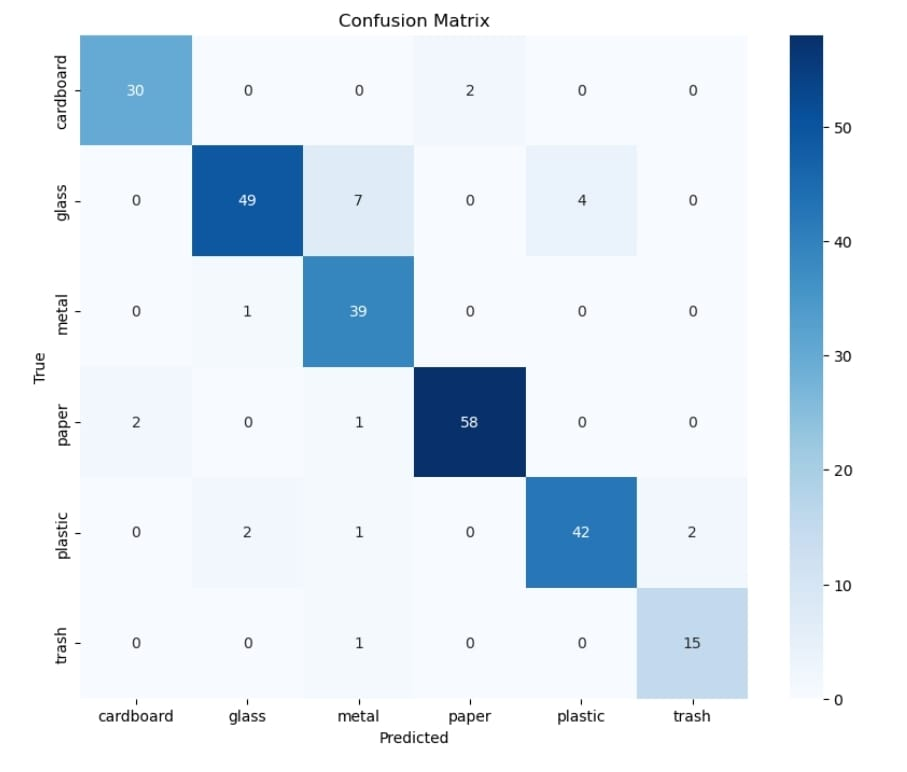 Confusion Matrix
cardboard 30 0 0 2 0 0
glass 0 49 7 0 4 0
metal 0 1 39 0 0 0
paper 2 0 1 58 0 0
plastic 0 2 1 0 42 2
trash 0 0 1 0 0 15
True
cardboard glass metal paper plastic trash
Predicted
50
40
30
20
10
0